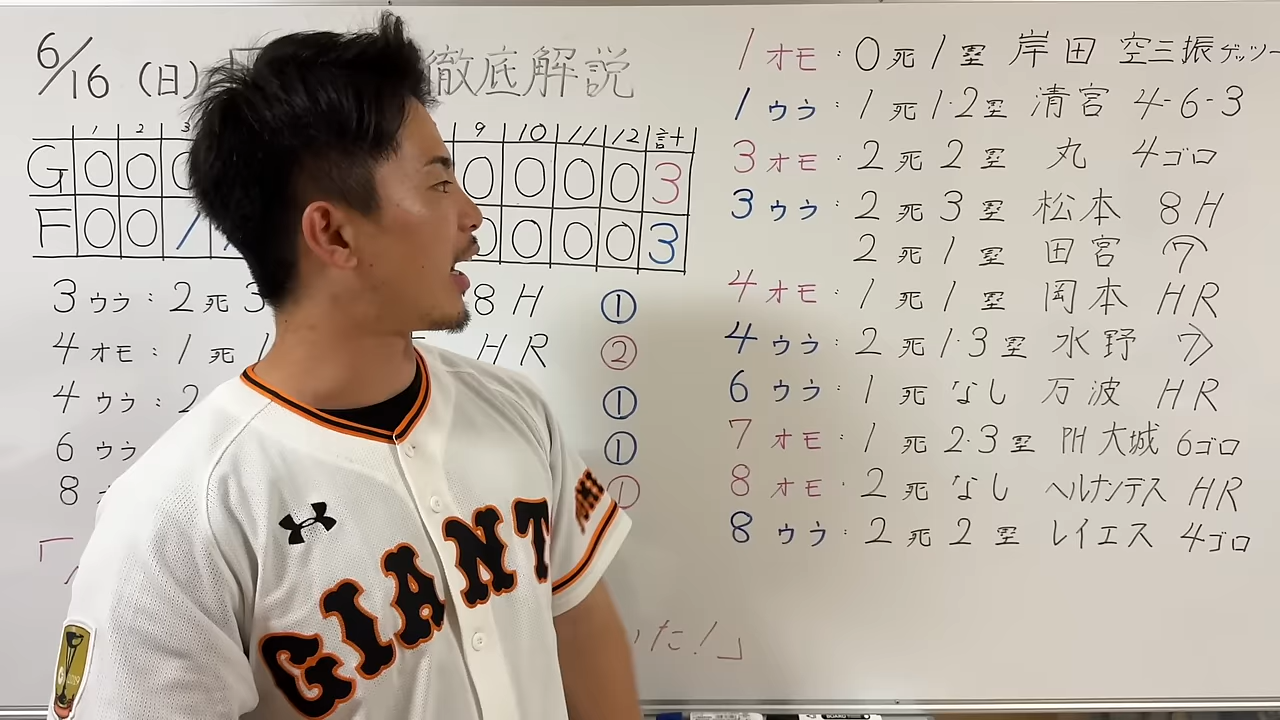 6/16 (日) 徹底解説
1 2 3 9 10 11 12 計
G 0 0 0 0 0 0 0 3
F 0 0 1 0 0 0 0 3
3 ウラ : 2 死 3 8 H ①
4 オモ : 1 死 1 HR ②
4 ウラ : 2 ①
6 ウラ ①
8 ①
「 た!」
1 オモ : 0 死 1 塁 岸田 空三振ゲッツー
1 ウラ : 1 死 1・2 塁 清宮 4-6-3
3 オモ : 2 死 2 塁 丸 4ゴロ
3 ウラ : 2 死 3 塁 松本 8 H
2 死 1 塁 田宮 7
4 オモ : 1 死 1 塁 岡本 HR
4 ウラ : 2 死 1・3 塁 水野 7>
6 ウラ : 1 死 なし 万波 HR
7 オモ : 1 死 2・3 塁 PH 大城 6ゴロ
8 オモ : 2 死 なし ヘルナンデス HR
8 ウラ : 2 死 2 塁 レイエス 4ゴロ
GIANT
2019